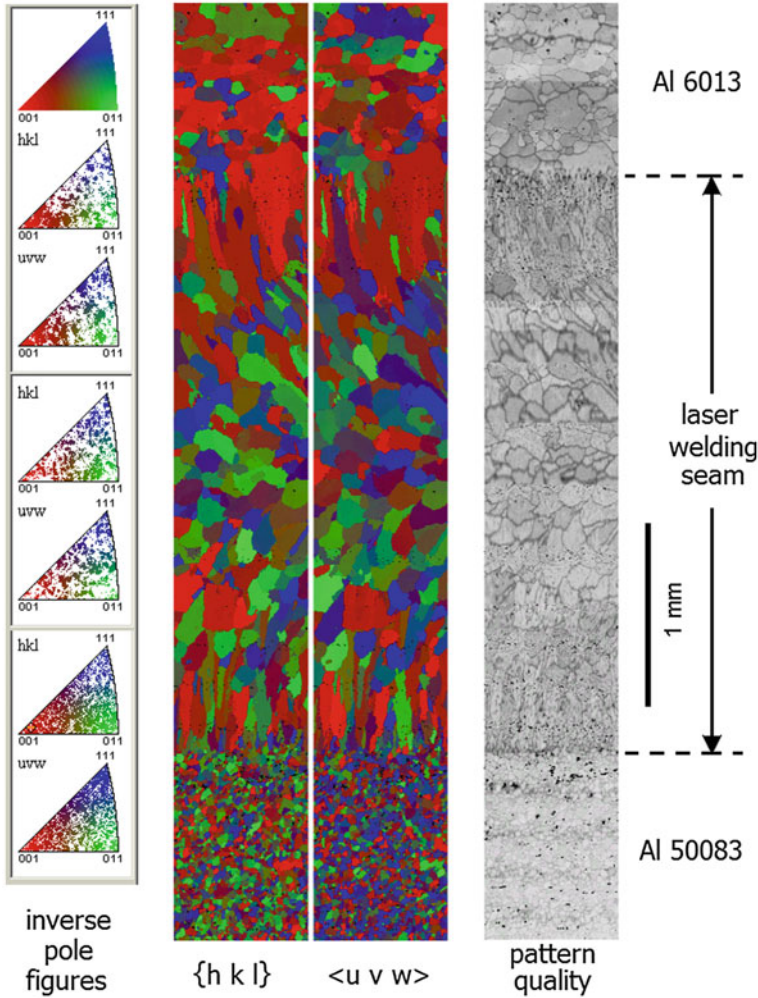 111
001 011
hkl
111
001 011
uvw
111
001 011
hkl
111
001 011
uvw
111
001 011
hkl
111
001 011
uvw
111
001 011
inverse
pole
figures
{h k l}
<u v w>
pattern
quality
Al 6013
laser
welding
seam
1 mm
Al 50083